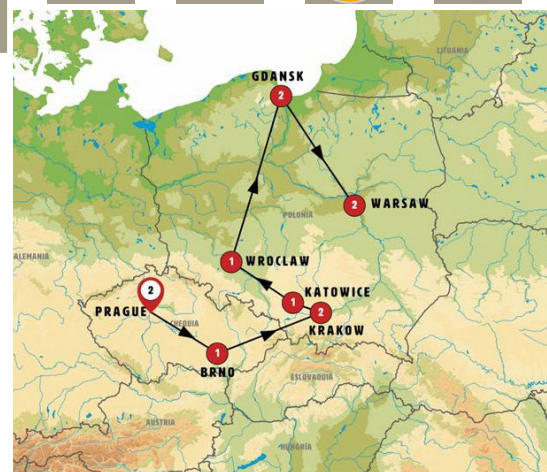 LITUANIA
GDANSK
2
2
WARSAW
POLONIA
ALEMANIA
1
WROCLAW
2
1
KATOWICE
PRAGUE
2
KRAKOW
CHEQUIA
1
BRNO
ESLOVAQUIA
AUSTRIA
HUNGRÍA